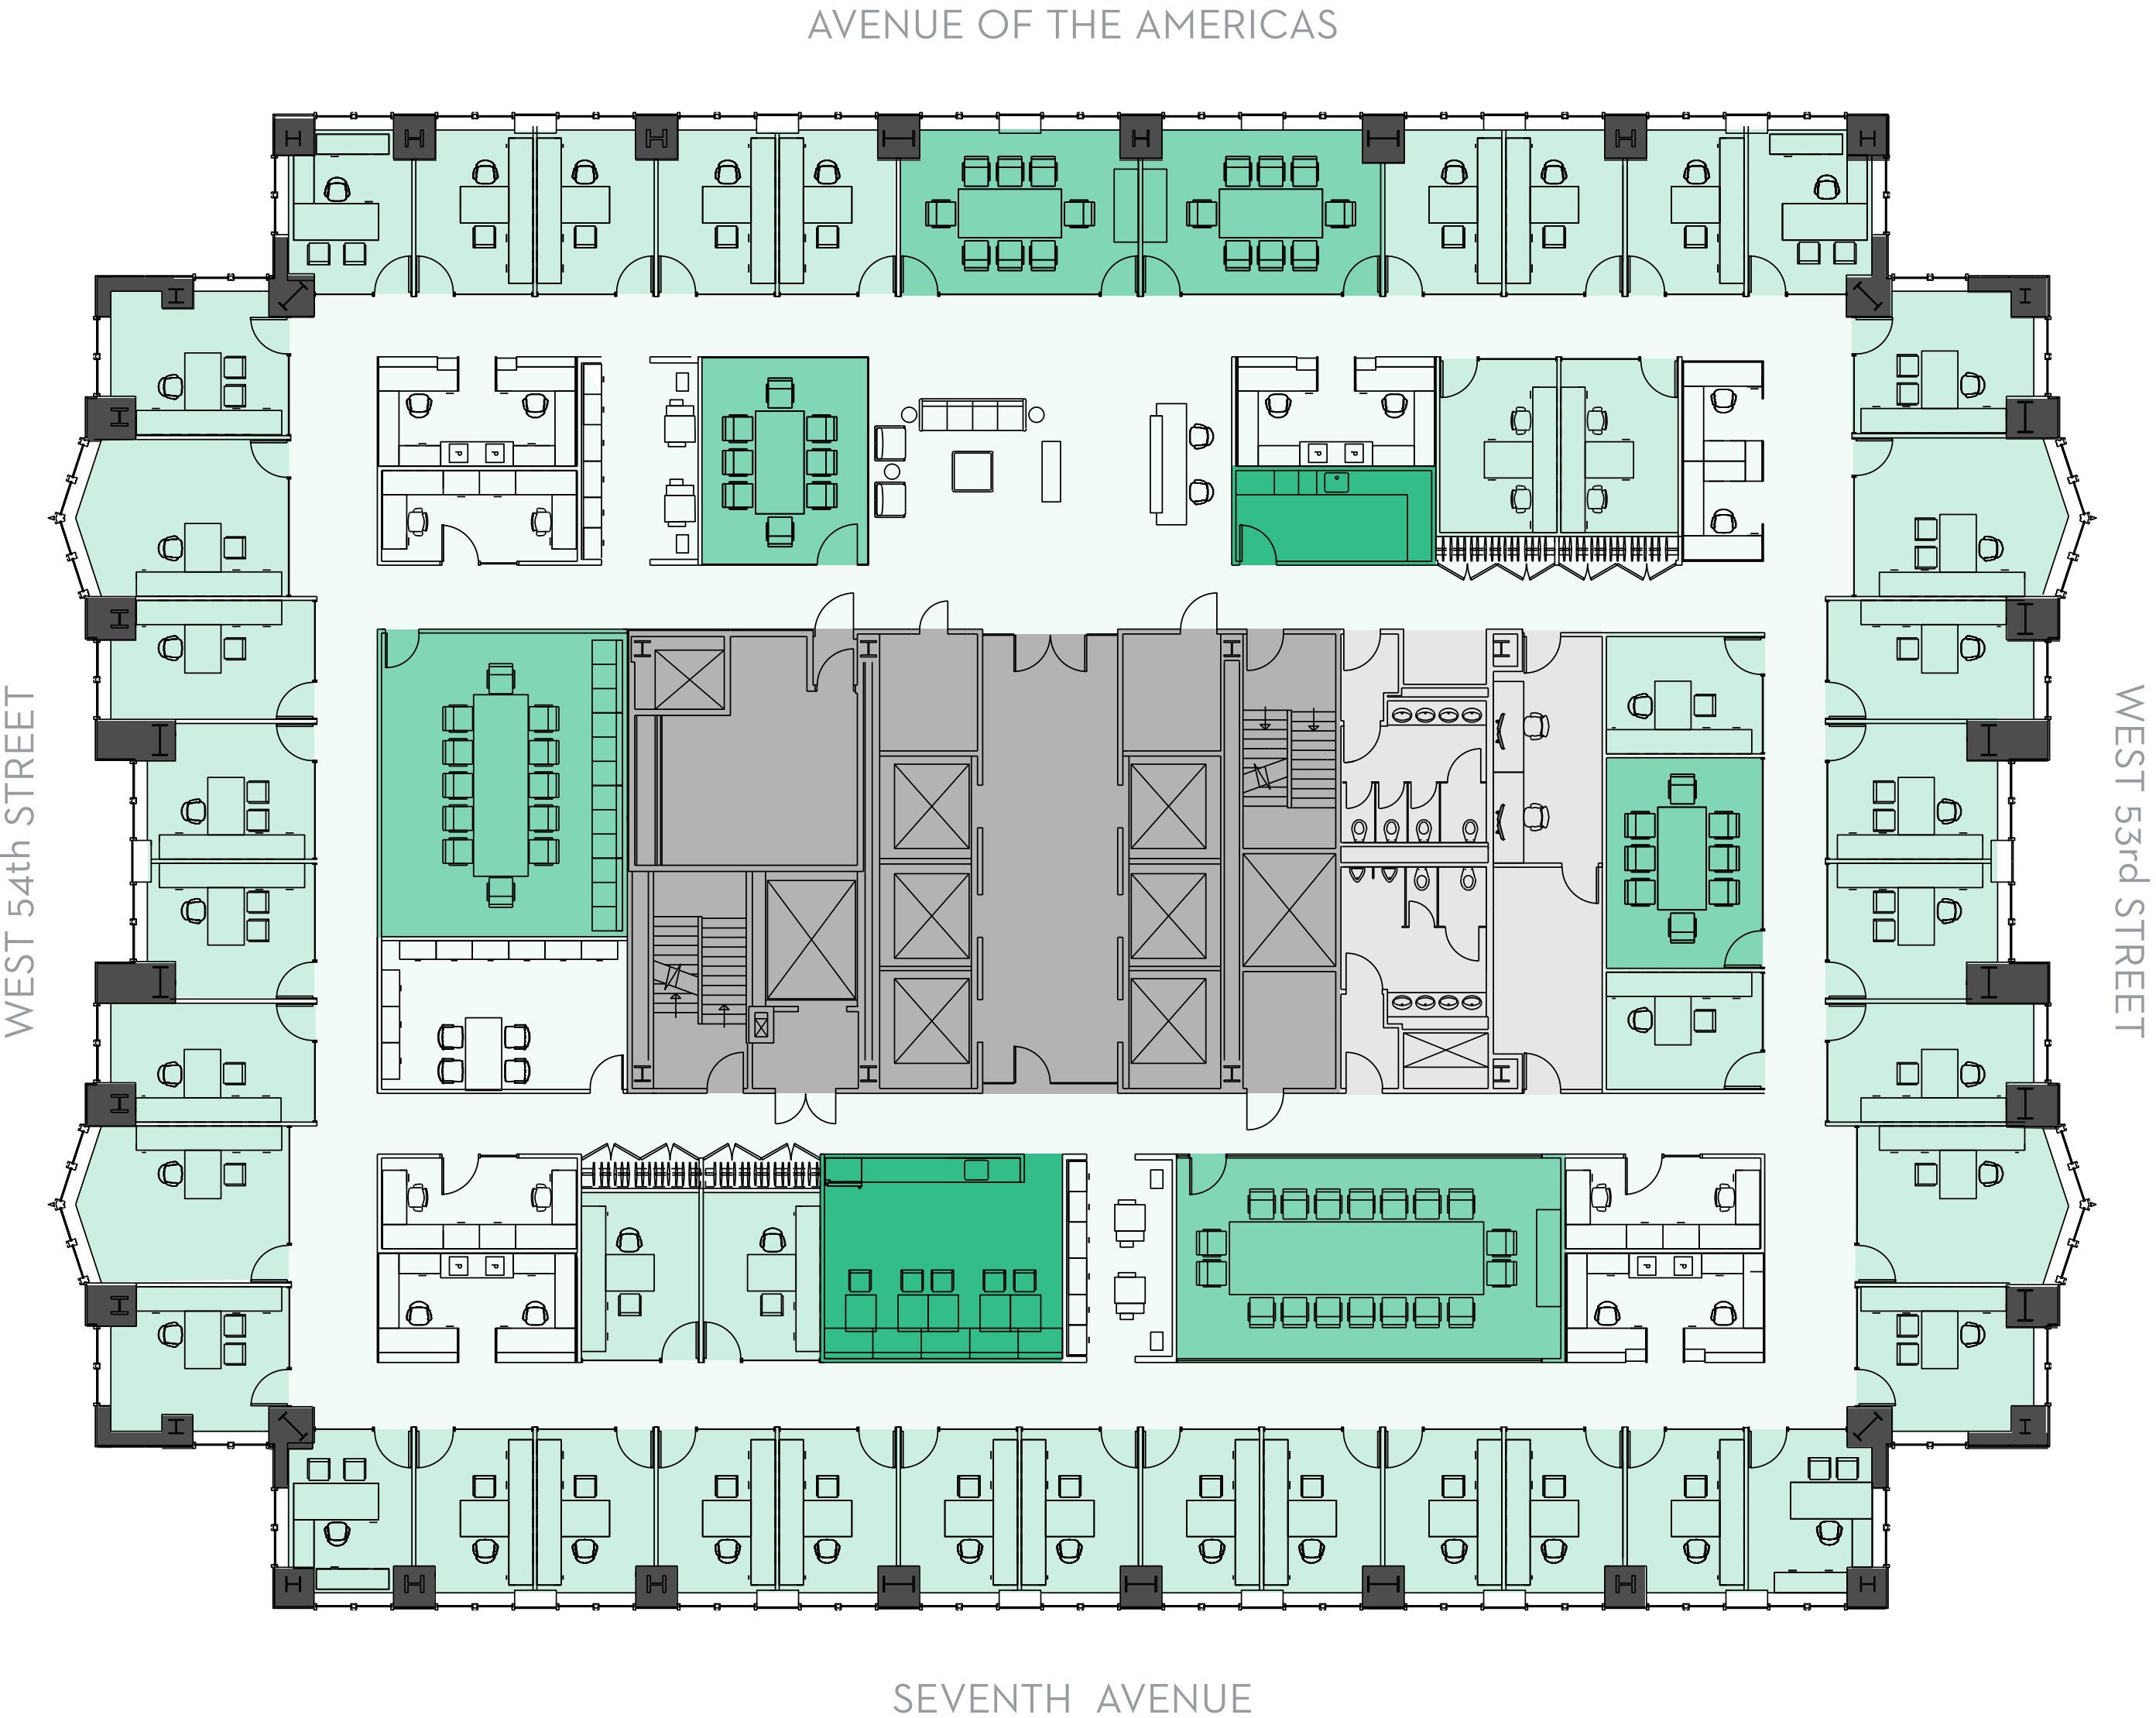 AVENUE OF THE AMERICAS
WEST 54th STREET
WEST 53rd STREET
P P
P P
P P
P P
SEVENTH AVENUE